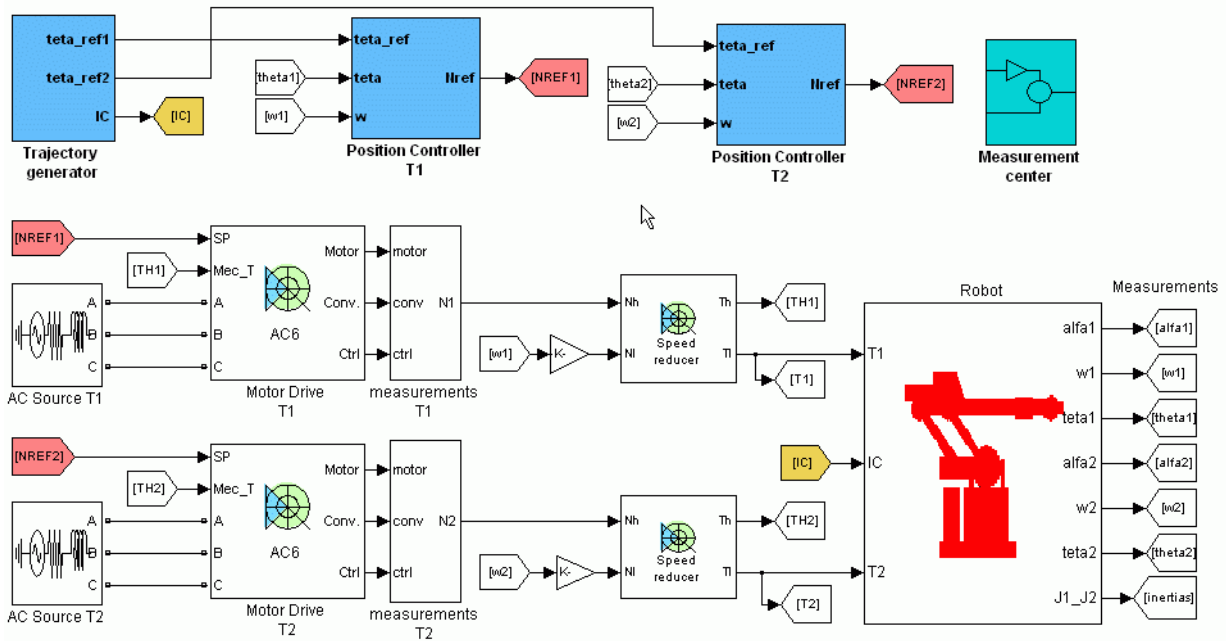 teta_ref1
teta_ref2
IC
Trajectory
generator
[IC]
[theta1]
[w1]
teta_ref
teta
w
Nref
Position Controller
T1
[NREF1]
[theta2]
[w2]
teta_ref
teta
w
Nref
Position Controller
T2
[NREF2]
Measurement
center
[NREF1]
[TH1]
A
B
C
AC Source T1
SP
Mec_T
A
B
C
Motor
Conv.
Ctrl
AC6
Motor Drive
T1
motor
conv
ctrl
N1
measurements
T1
[w1]
K-
Nh
Nl
Th
Tl
Speed
reducer
[TH1]
[T1]
[NREF2]
[TH2]
A
B
C
AC Source T2
SP
Mec_T
A
B
C
Motor
Conv.
Ctrl
AC6
Motor Drive
T2
motor
conv
ctrl
N2
measurements
T2
[w2]
K-
Nh
Nl
Th
Tl
Speed
reducer
[TH2]
[T2]
[IC]
Robot
T1
IC
T2
alfa1
w1
teta1
alfa2
w2
teta2
J1_J2
Measurements
[alfa1]
[w1]
[theta1]
[alfa2]
[w2]
[theta2]
[inertias]